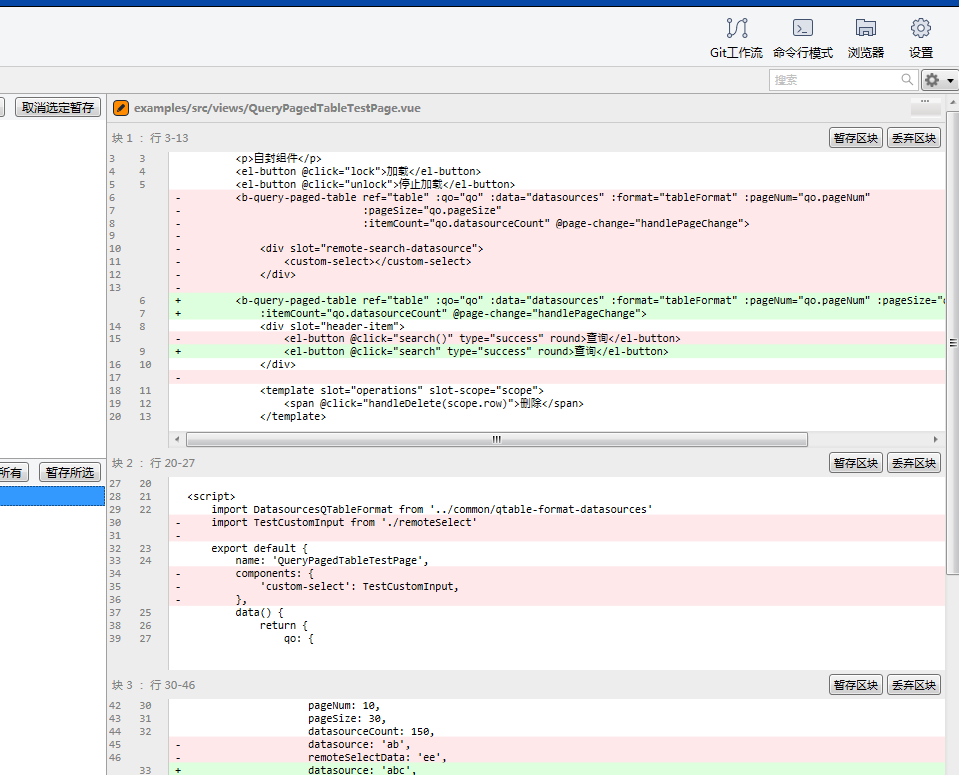 Git工作流 命令行模式 浏览器 设置
搜索
取消选定暂存
examples/src/views/QueryPagedTableTestPage.vue
块 1 : 行 3-13
暂存区块 丢弃区块
3 3 <p>自封组件</p>
4 4 <el-button @click="lock">加载</el-button>
5 5 <el-button @click="unlock">停止加载</el-button>
6 - <b-query-paged-table ref="table" :qo="qo" :data="datasources" :format="tableFormat" :pageNum="qo.pageNum"
7 - :pageSize="qo.pageSize"
8 - :itemCount="qo.datasourceCount" @page-change="handlePageChange">
9 -
10 - <div slot="remote-search-datasource">
11 - <custom-select></custom-select>
12 - </div>
13 -
6 + <b-query-paged-table ref="table" :qo="qo" :data="datasources" :format="tableFormat" :pageNum="qo.pageNum" :pageSize="
7 + :itemCount="qo.datasourceCount" @page-change="handlePageChange">
14 8 <div slot="header-item">
15 - <el-button @click="search()" type="success" round>查询</el-button>
9 + <el-button @click="search" type="success" round>查询</el-button>
16 10 </div>
17 -
18 11 <template slot="operations" slot-scope="scope">
19 12 <span @click="handleDelete(scope.row)">删除</span>
20 13 </template>
所有 暂存所选
块 2 : 行 20-27
暂存区块 丢弃区块
27 20
28 21 <script>
29 22 import DatasourcesQTableFormat from '../common/qtable-format-datasources'
30 - import TestCustomInput from './remoteSelect'
31 -
32 23 export default {
33 24 name: 'QueryPagedTableTestPage',
34 - components: {
35 - 'custom-select': TestCustomInput,
36 - },
37 25 data() {
38 26 return {
39 27 qo: {
块 3 : 行 30-46
暂存区块 丢弃区块
42 30 pageNum: 10,
43 31 pageSize: 30,
44 32 datasourceCount: 150,
45 - datasource: 'ab',
46 - remoteSelectData: 'ee',
33 + datasource: 'abc',